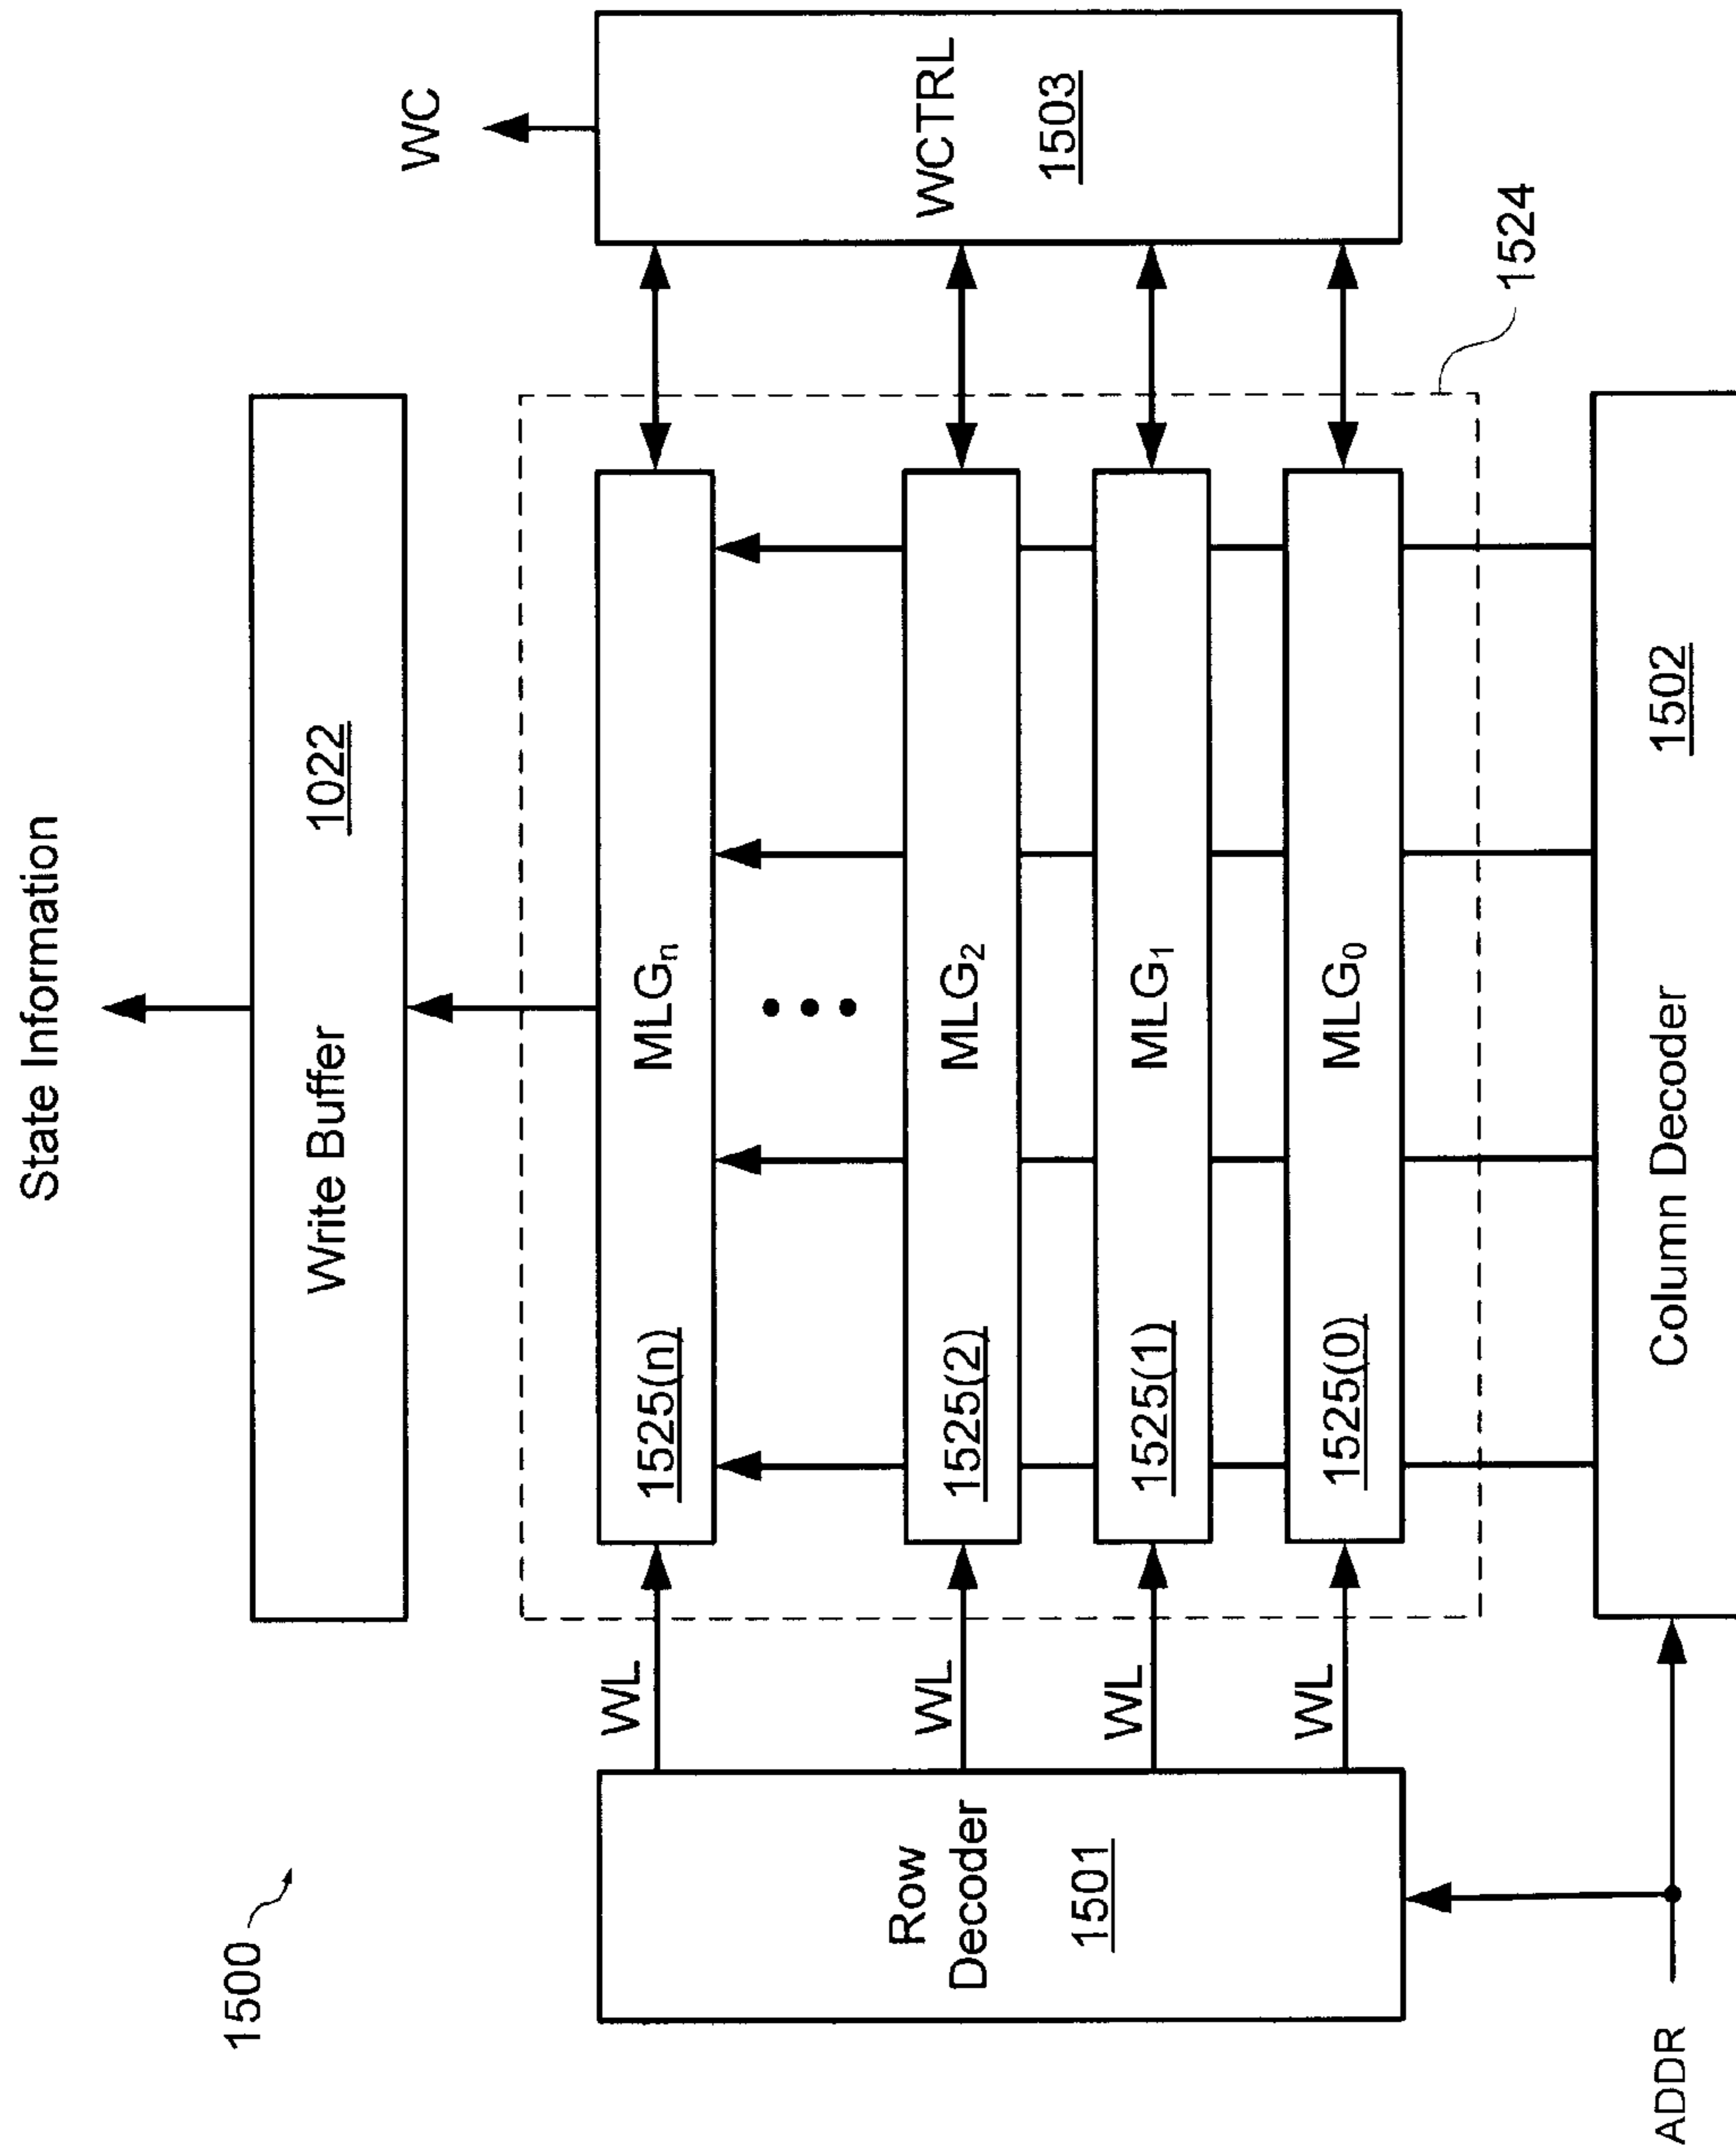 State Information
1500
Write Buffer 1022
Row
Decoder
1501
WL
WL
WL
WL
1525(n) MLGn
1525(2) MLG2
1525(1) MLG1
1525(0) MLG0
WC
WCTRL
1503
1524
ADDR
Column Decoder 1502